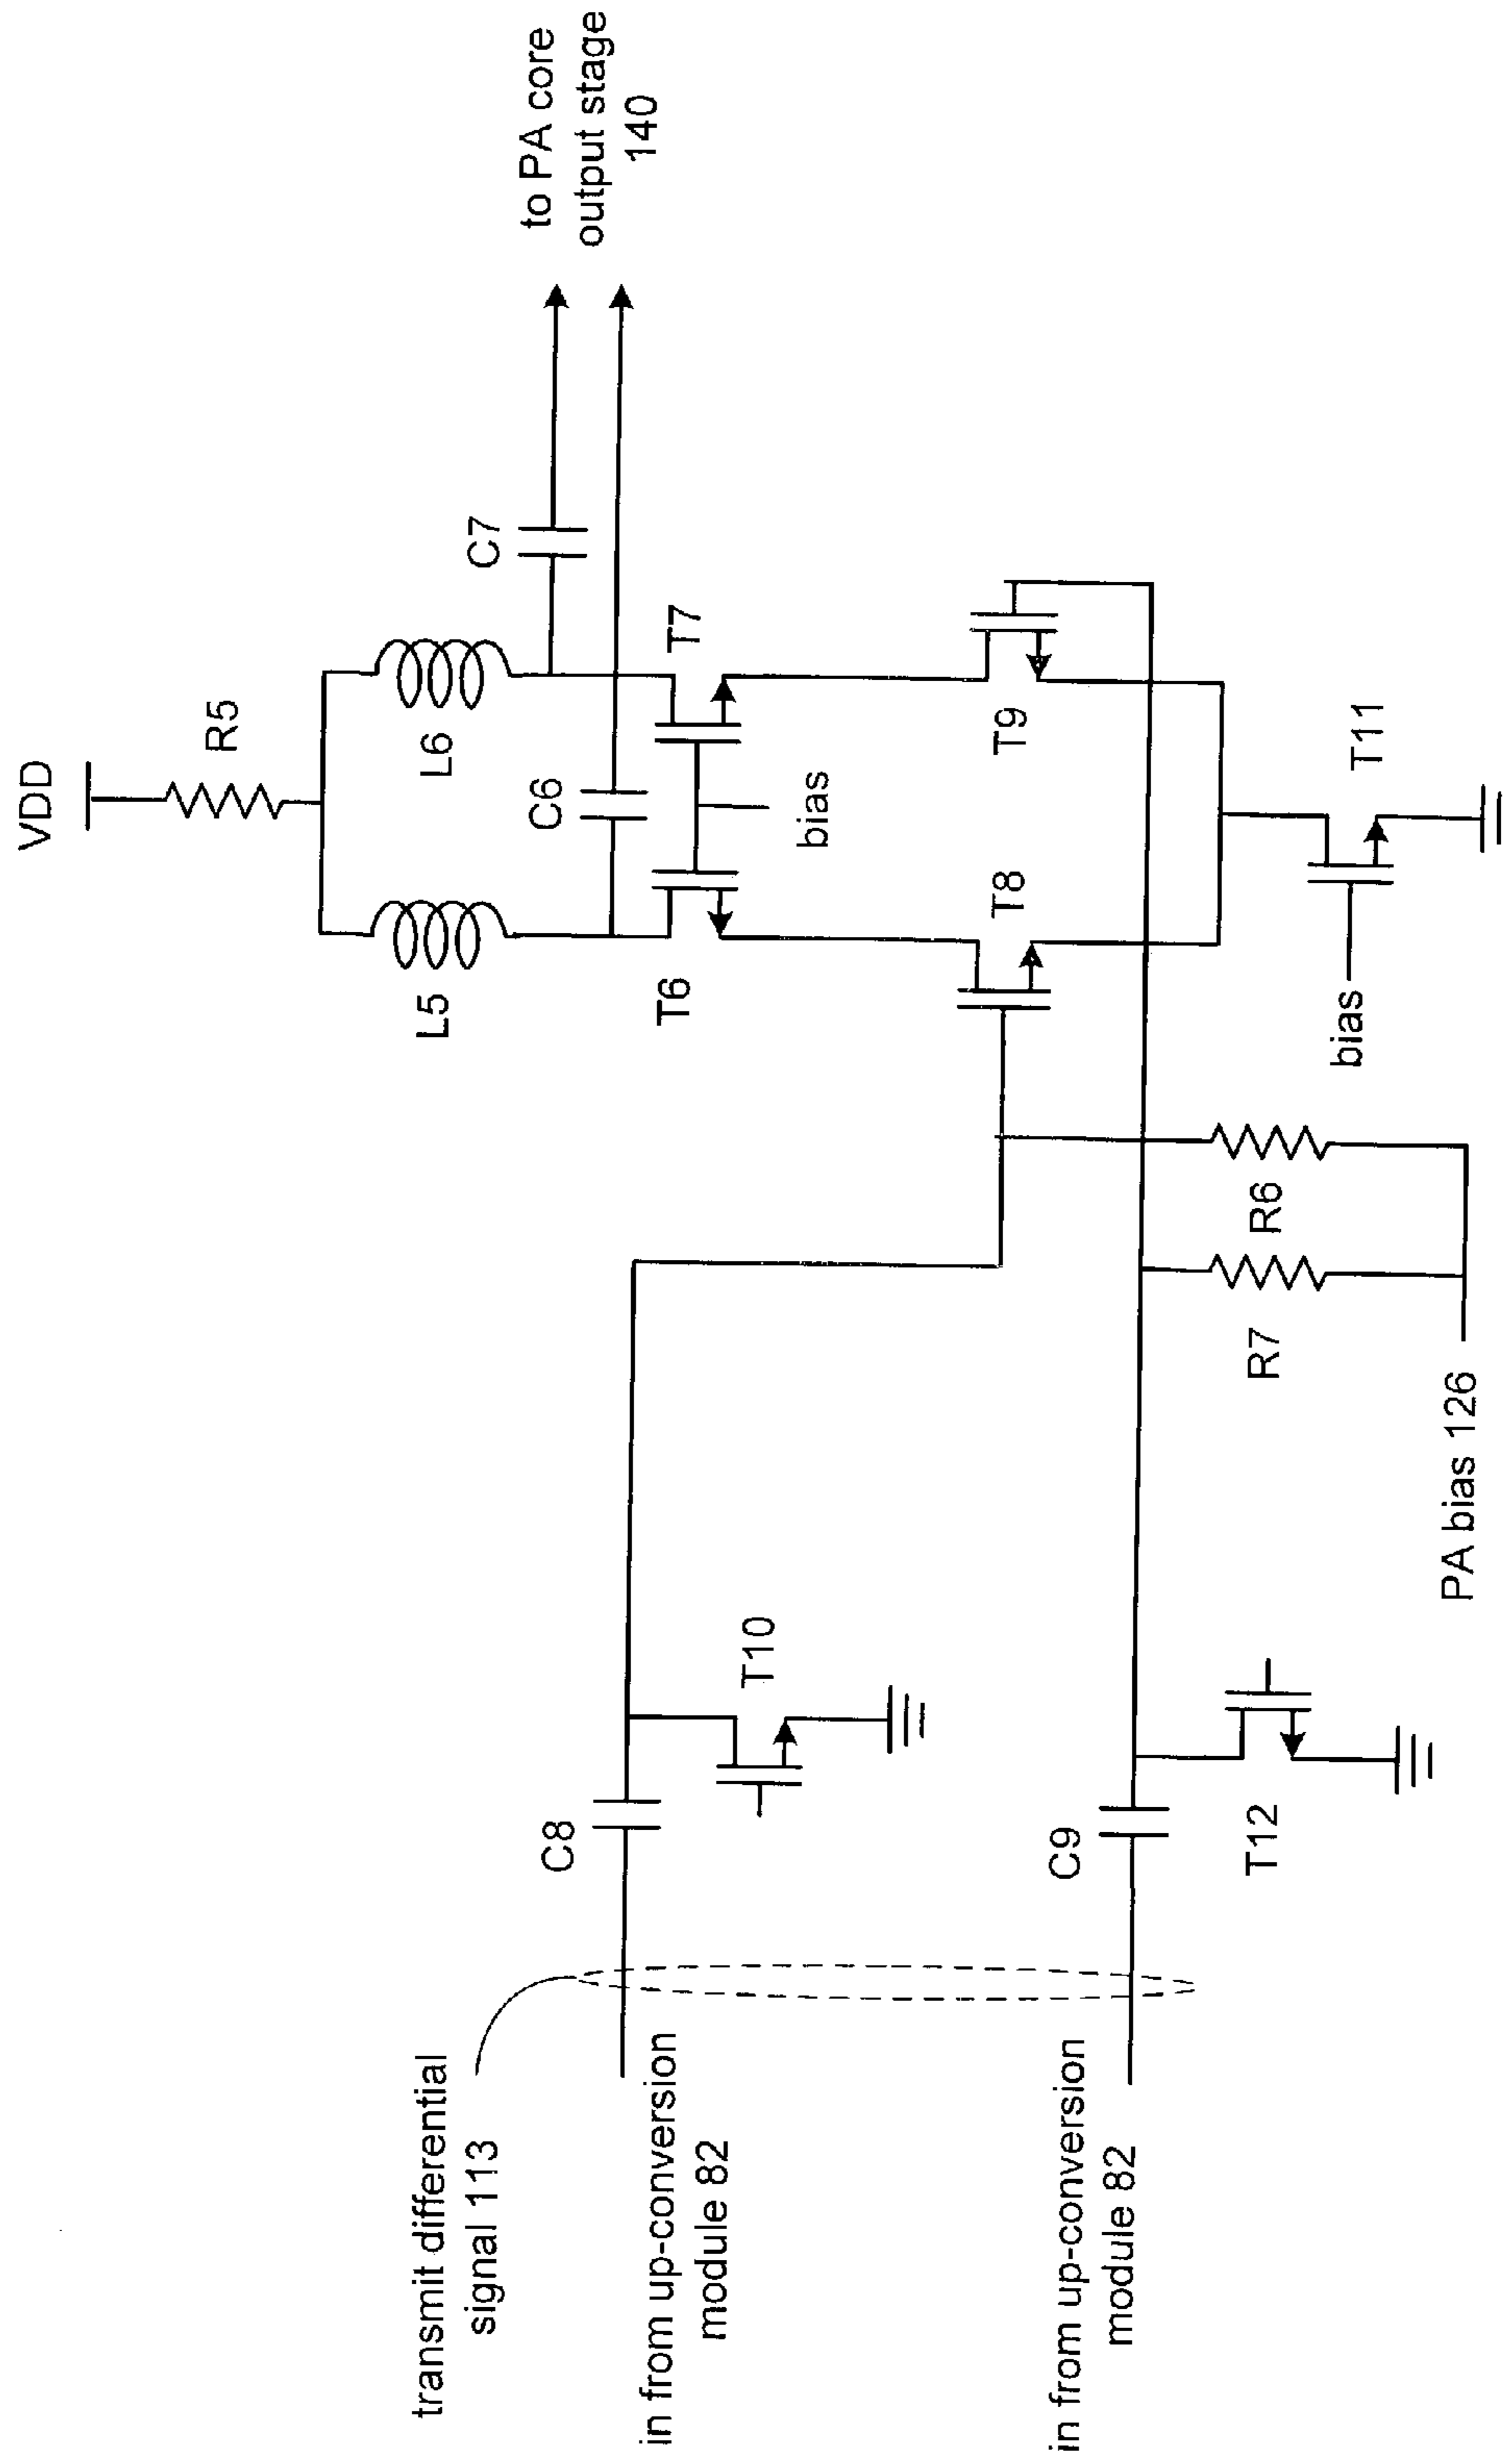 VDD
R5
L5
L6
C7
C6
to PA core
output stage
140
T6
T7
bias
T8
T9
T11
bias
transmit differential
signal 113
C8
T10
in from up-conversion
module 82
C9
T12
in from up-conversion
module 82
R7
R6
PA bias 126